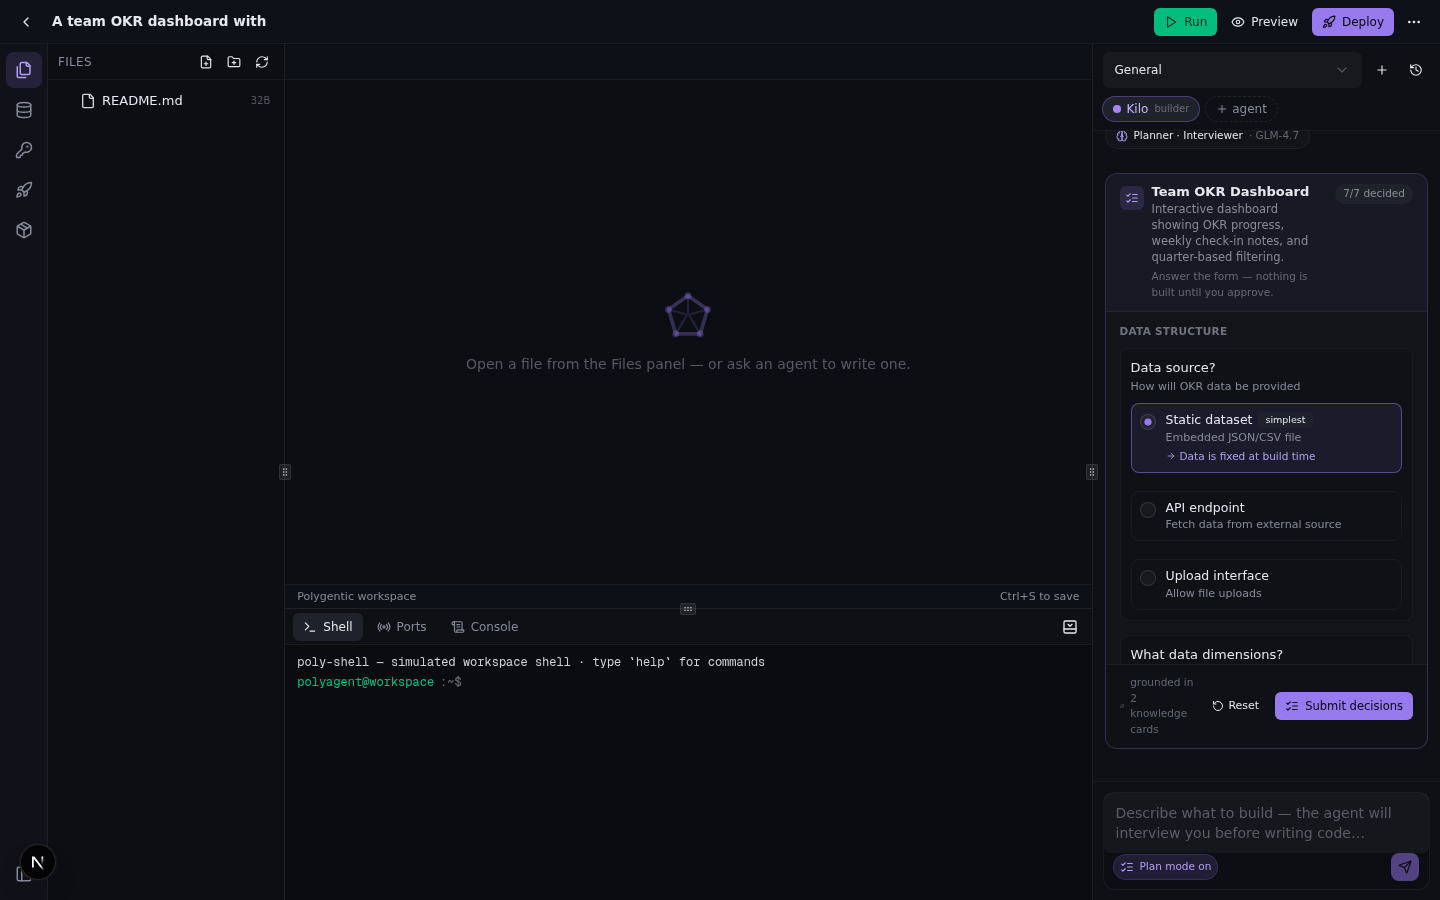 A team OKR dashboard with
Run
Preview
Deploy
FILES
README.md
32B
Open a file from the Files panel — or ask an agent to write one.
Polygentic workspace
Ctrl+S to save
Shell
Ports
Console
poly-shell — simulated workspace shell · type `help` for commands
polyagent@workspace :~$
General
Kilo builder
+ agent
Planner · Interviewer · GLM-4.7
Team OKR Dashboard
7/7 decided
Interactive dashboard
showing OKR progress,
weekly check-in notes, and
quarter-based filtering.
Answer the form — nothing is
built until you approve.
DATA STRUCTURE
Data source?
How will OKR data be provided
Static dataset simplest
Embedded JSON/CSV file
→ Data is fixed at build time
API endpoint
Fetch data from external source
Upload interface
Allow file uploads
What data dimensions?
grounded in
2
knowledge
cards
Reset
Submit decisions
Describe what to build — the agent will
interview you before writing code…
Plan mode on
N